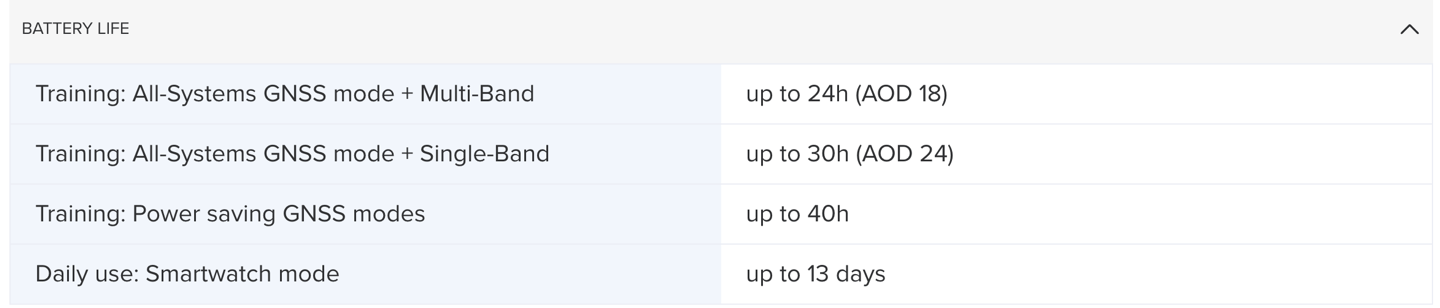 BATTERY LIFE
Training: All-Systems GNSS mode + Multi-Band up to 24h (AOD 18)
Training: All-Systems GNSS mode + Single-Band up to 30h (AOD 24)
Training: Power saving GNSS modes up to 40h
Daily use: Smartwatch mode up to 13 days